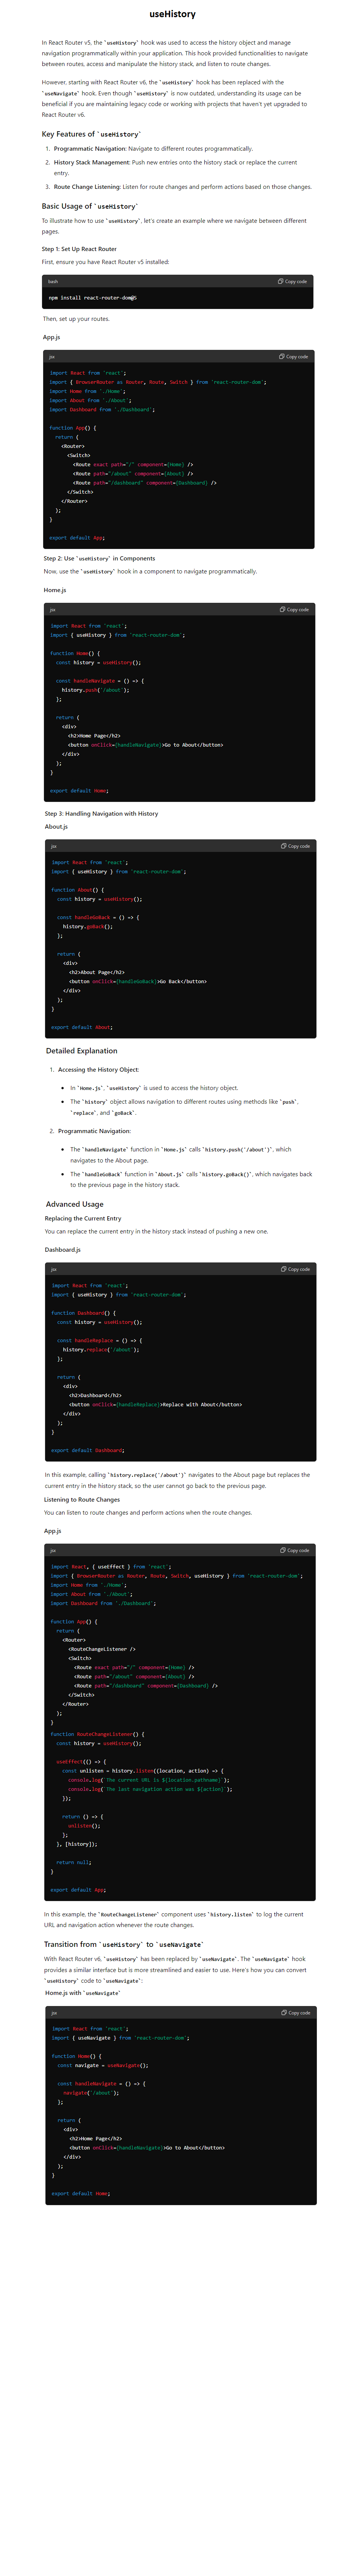 useHistory
In React Router v5, the `useHistory` hook was used to access the history object and manage
navigation programmatically within your application. This hook provided functionalities to navigate
between routes, access and manipulate the history stack, and listen to route changes.
However, starting with React Router v6, the `useHistory` hook has been replaced with the
`useNavigate` hook. Even though `useHistory` is now outdated, understanding its usage can be
beneficial if you are maintaining legacy code or working with projects that haven't yet upgraded to
React Router v6.
Key Features of `useHistory`
1. Programmatic Navigation: Navigate to different routes programmatically.
2. History Stack Management: Push new entries onto the history stack or replace the current
entry.
3. Route Change Listening: Listen for route changes and perform actions based on those changes.
Basic Usage of `useHistory`
To illustrate how to use `useHistory`, let's create an example where we navigate between different
pages.
Step 1: Set Up React Router
First, ensure you have React Router v5 installed:
bash Copy code
npm install react-router-dom@5
Then, set up your routes.
App.js
jsx Copy code
import React from 'react';
import { BrowserRouter as Router, Route, Switch } from 'react-router-dom';
import Home from './Home';
import About from './About';
import Dashboard from './Dashboard';
function App() {
return (
<Router>
<Switch>
<Route exact path="/" component={Home} />
<Route path="/about" component={About} />
<Route path="/dashboard" component={Dashboard} />
</Switch>
</Router>
);
}
export default App;
Step 2: Use `useHistory` in Components
Now, use the `useHistory` hook in a component to navigate programmatically.
Home.js
jsx Copy code
import React from 'react';
import { useHistory } from 'react-router-dom';
function Home() {
const history = useHistory();
const handleNavigate = () => {
history.push('/about');
};
return (
<div>
<h2>Home Page</h2>
<button onClick={handleNavigate}>Go to About</button>
</div>
);
}
export default Home;
Step 3: Handling Navigation with History
About.js
jsx Copy code
import React from 'react';
import { useHistory } from 'react-router-dom';
function About() {
const history = useHistory();
const handleGoBack = () => {
history.goBack();
};
return (
<div>
<h2>About Page</h2>
<button onClick={handleGoBack}>Go Back</button>
</div>
);
}
export default About;
Detailed Explanation
1. Accessing the History Object:
• In `Home.js`, `useHistory` is used to access the history object.
• The `history` object allows navigation to different routes using methods like `push`,
`replace`, and `goBack`.
2. Programmatic Navigation:
• The `handleNavigate` function in `Home.js` calls `history.push('/about')`, which
navigates to the About page.
• The `handleGoBack` function in `About.js` calls `history.goBack()`, which navigates back
to the previous page in the history stack.
Advanced Usage
Replacing the Current Entry
You can replace the current entry in the history stack instead of pushing a new one.
Dashboard.js
jsx Copy code
import React from 'react';
import { useHistory } from 'react-router-dom';
function Dashboard() {
const history = useHistory();
const handleReplace = () => {
history.replace('/about');
};
return (
<div>
<h2>Dashboard</h2>
<button onClick={handleReplace}>Replace with About</button>
</div>
);
}
export default Dashboard;
In this example, calling `history.replace('/about')` navigates to the About page but replaces the
current entry in the history stack, so the user cannot go back to the previous page.
Listening to Route Changes
You can listen to route changes and perform actions when the route changes.
App.js
jsx Copy code
import React, { useEffect } from 'react';
import { BrowserRouter as Router, Route, Switch, useHistory } from 'react-router-dom';
import Home from './Home';
import About from './About';
import Dashboard from './Dashboard';
function App() {
return (
<Router>
<RouteChangeListener />
<Switch>
<Route exact path="/" component={Home} />
<Route path="/about" component={About} />
<Route path="/dashboard" component={Dashboard} />
</Switch>
</Router>
);
}
function RouteChangeListener() {
const history = useHistory();
useEffect(() => {
const unlisten = history.listen((location, action) => {
console.log(`The current URL is ${location.pathname}`);
console.log(`The last navigation action was ${action}`);
});
return () => {
unlisten();
};
}, [history]);
return null;
}
export default App;
In this example, the `RouteChangeListener` component uses `history.listen` to log the current
URL and navigation action whenever the route changes.
Transition from `useHistory` to `useNavigate`
With React Router v6, `useHistory` has been replaced by `useNavigate`. The `useNavigate` hook
provides a similar interface but is more streamlined and easier to use. Here's how you can convert
`useHistory` code to `useNavigate`:
Home.js with `useNavigate`
jsx Copy code
import React from 'react';
import { useNavigate } from 'react-router-dom';
function Home() {
const navigate = useNavigate();
const handleNavigate = () => {
navigate('/about');
};
return (
<div>
<h2>Home Page</h2>
<button onClick={handleNavigate}>Go to About</button>
</div>
);
}
export default Home;